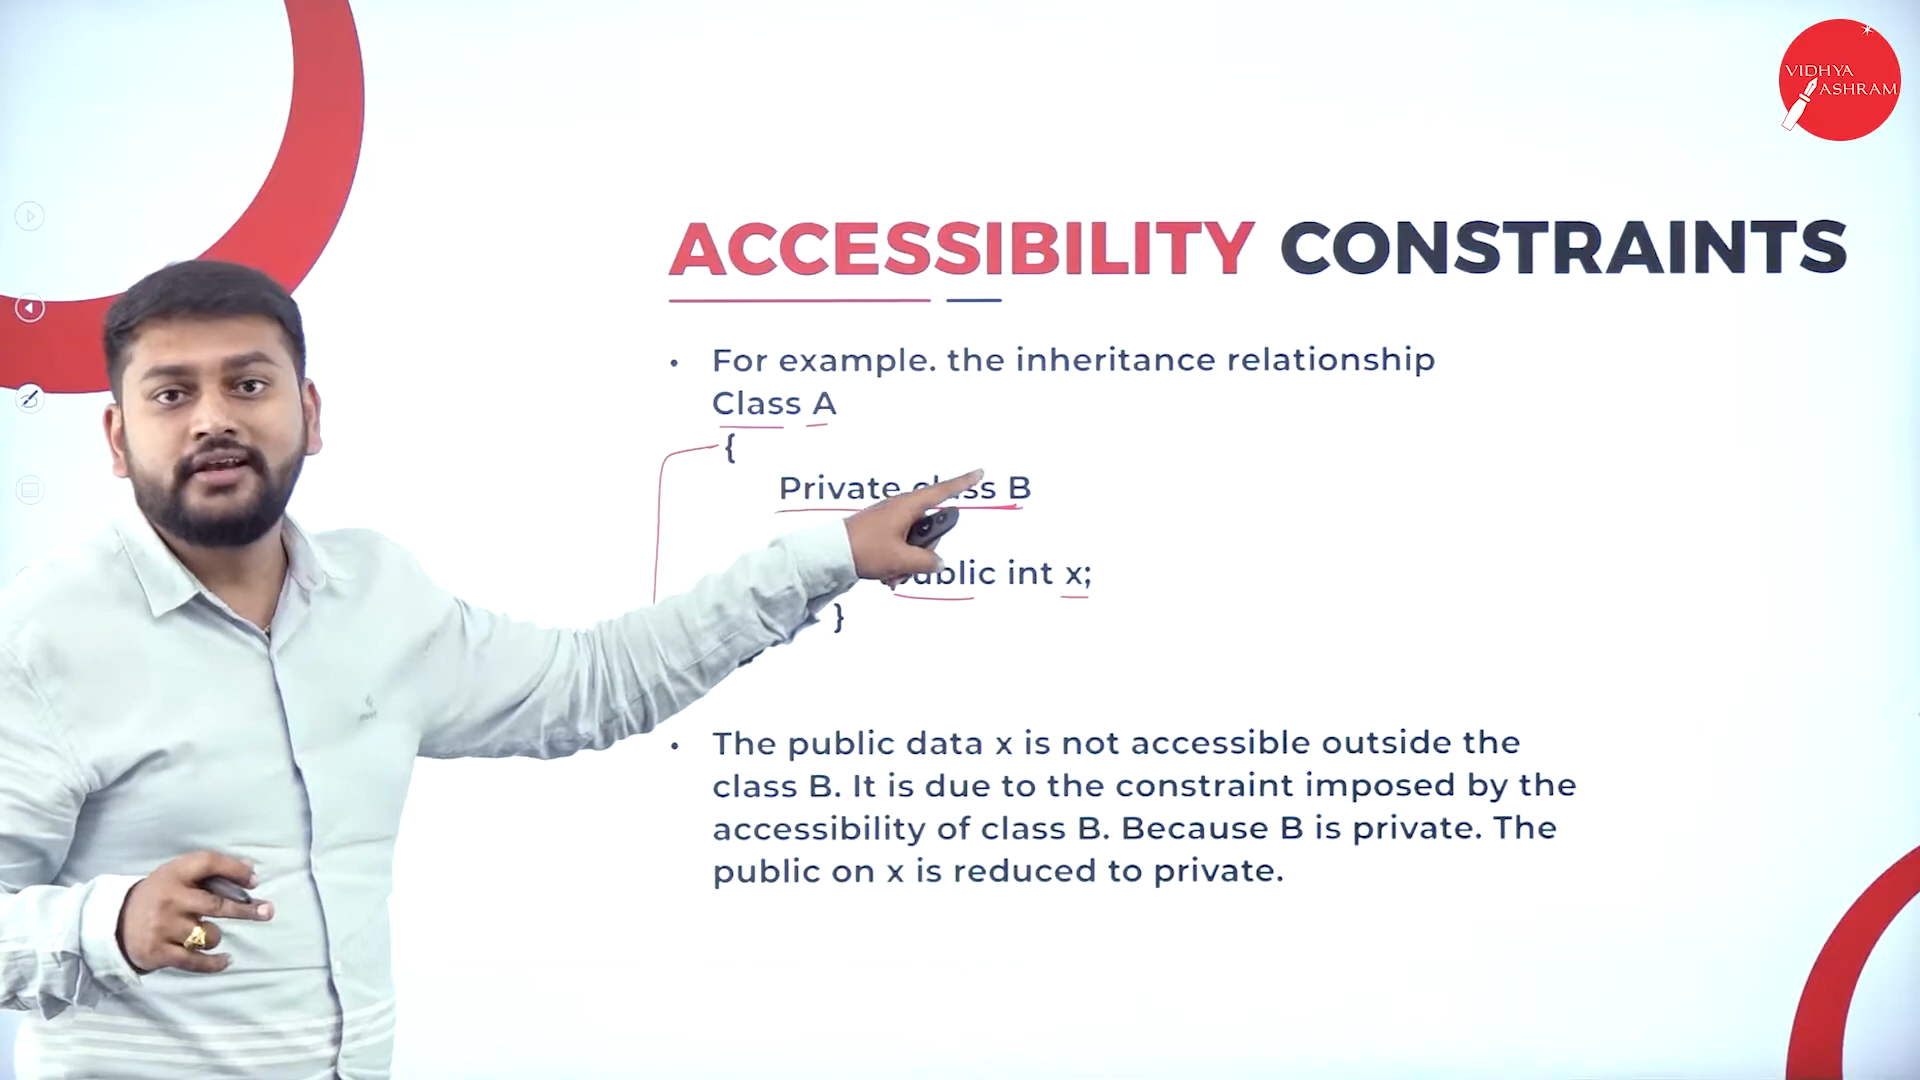 VIDHYA
ASHRAM
ACCESSIBILITY CONSTRAINTS
• For example. the inheritance relationship
Class A
{
Private class B
public int x;
}
• The public data x is not accessible outside the
class B. It is due to the constraint imposed by the
accessibility of class B. Because B is private. The
public on x is reduced to private.